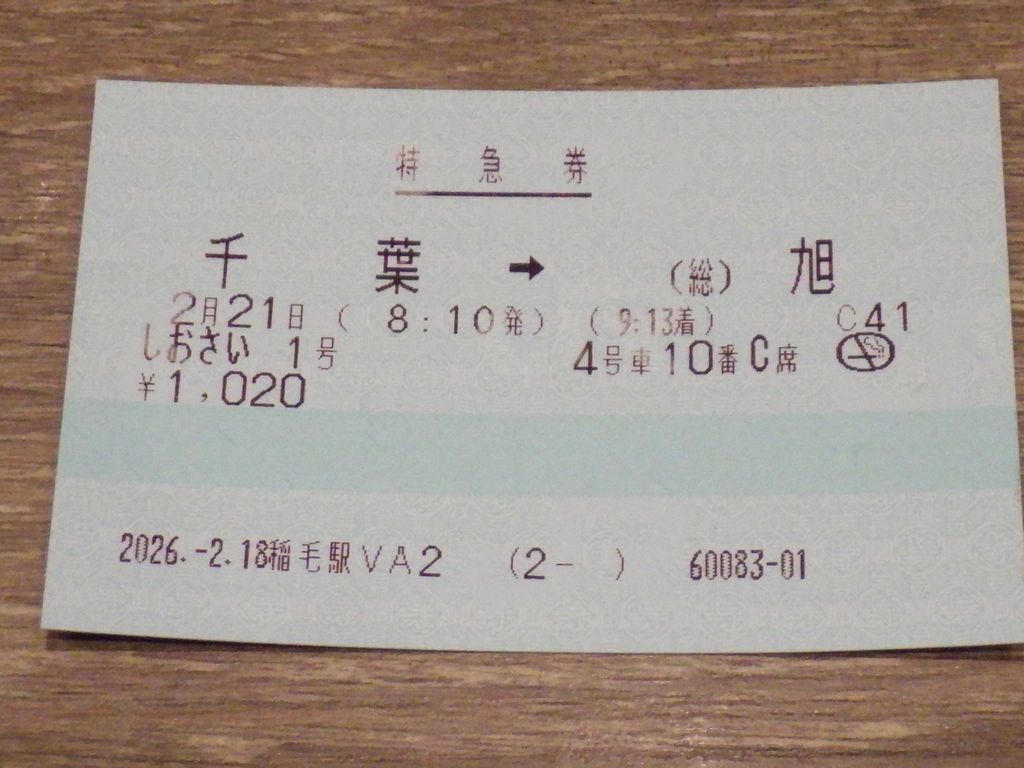 特急券
千葉 → (総) 旭
2月21日 ( 8:10発) ( 9:13着) C41
しおさい 1号 4号車10番C席
¥1,020
2026.-2.18稲毛駅VA2 (2- ) 60083-01